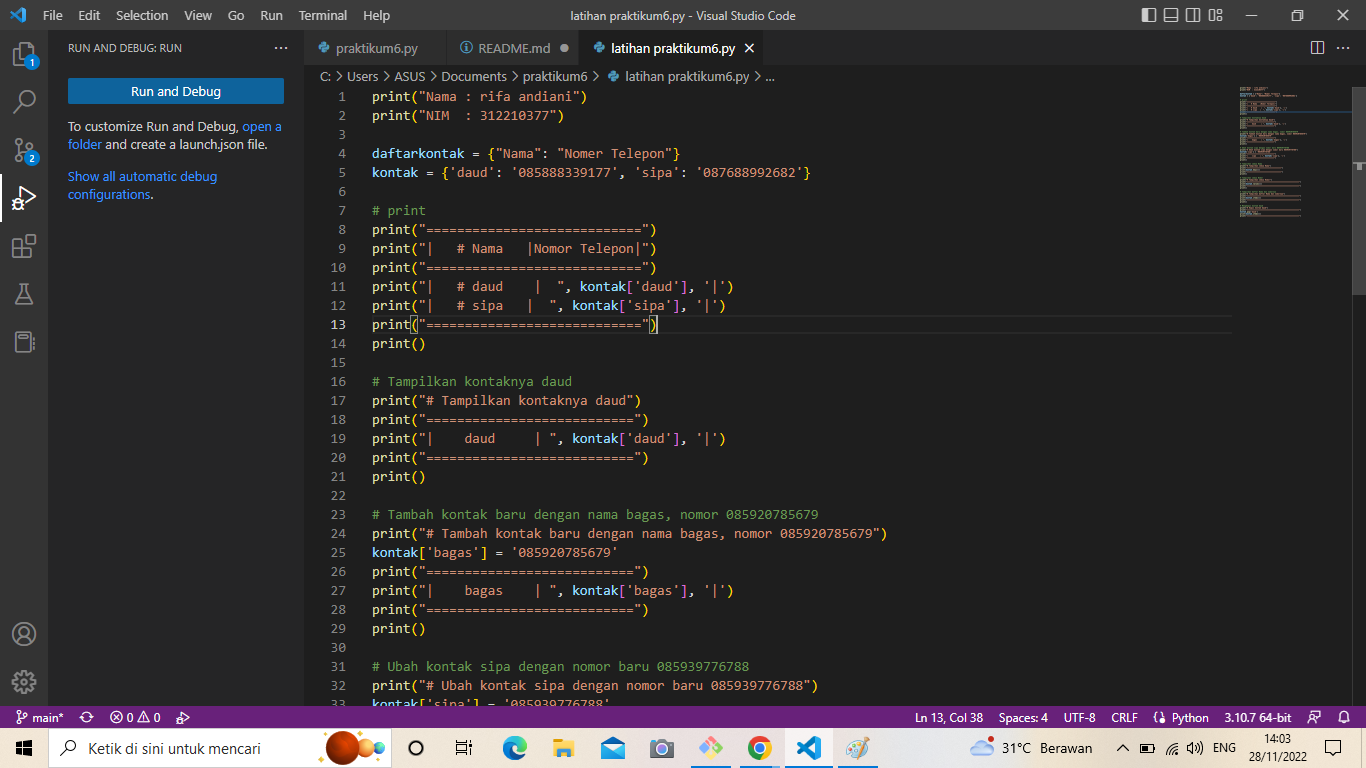 File Edit Selection View Go Run Terminal Help latihan praktikum6.py - Visual Studio Code
RUN AND DEBUG: RUN
praktikum6.py README.md latihan praktikum6.py
C: > Users > ASUS > Documents > praktikum6 > latihan praktikum6.py > ...
Run and Debug
To customize Run and Debug, open a
folder and create a launch.json file.
Show all automatic debug
configurations.
1
2
2
1 print("Nama : rifa andiani")
2 print("NIM  : 312210377")
3
4 daftarkontak = {"Nama": "Nomer Telepon"}
5 kontak = {'daud': '085888339177', 'sipa': '087688992682'}
6
7 # print
8 print("============================")
9 print("|   # Nama   |Nomor Telepon|")
10 print("============================")
11 print("|   # daud    |  ", kontak['daud'], '|')
12 print("|   # sipa   |  ", kontak['sipa'], '|')
13 print("============================")
14 print()
15
16 # Tampilkan kontaknya daud
17 print("# Tampilkan kontaknya daud")
18 print("===========================")
19 print("|    daud     | ", kontak['daud'], '|')
20 print("===========================")
21 print()
22
23 # Tambah kontak baru dengan nama bagas, nomor 085920785679
24 print("# Tambah kontak baru dengan nama bagas, nomor 085920785679")
25 kontak['bagas'] = '085920785679'
26 print("===========================")
27 print("|    bagas    | ", kontak['bagas'], '|')
28 print("===========================")
29 print()
30
31 # Ubah kontak sipa dengan nomor baru 085939776788
32 print("# Ubah kontak sipa dengan nomor baru 085939776788")
33 kontak['sipa'] = '085939776788'
main* 0 0 Ln 13, Col 38 Spaces: 4 UTF-8 CRLF Python 3.10.7 64-bit
Ketik di sini untuk mencari 31°C Berawan ENG 14:03
28/11/2022